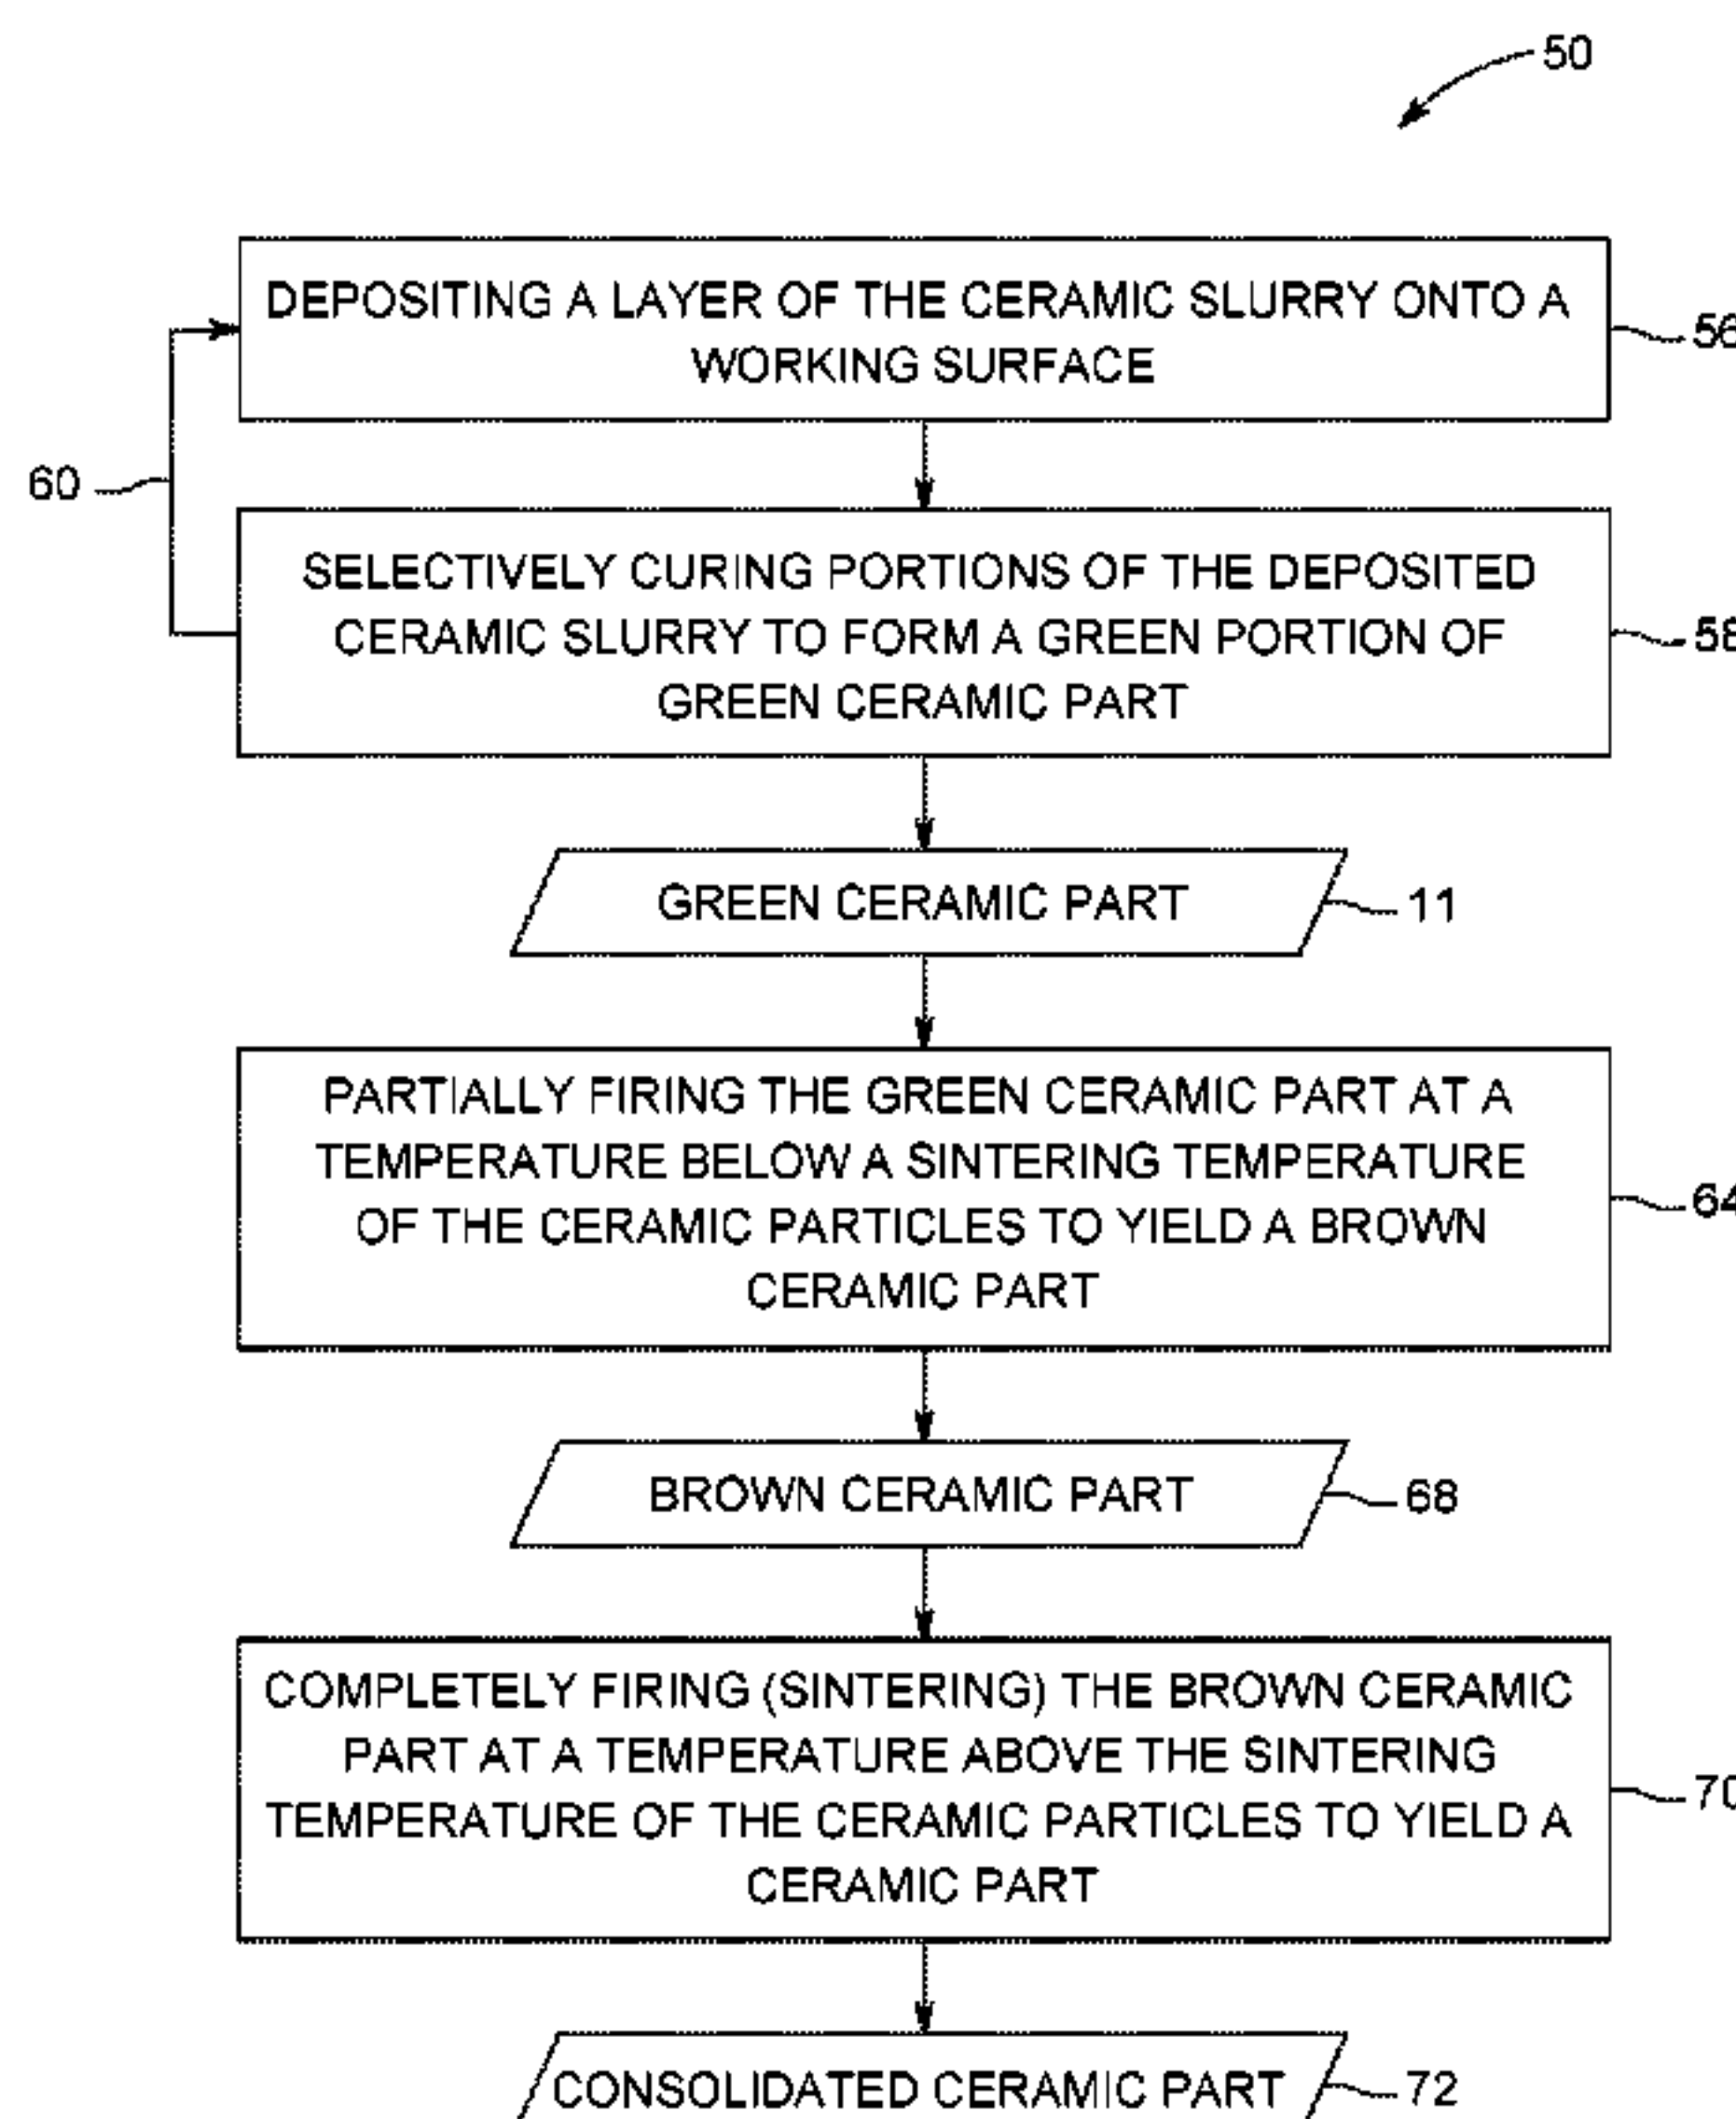 50
DEPOSITING A LAYER OF THE CERAMIC SLURRY ONTO A
WORKING SURFACE
56
60
SELECTIVELY CURING PORTIONS OF THE DEPOSITED
CERAMIC SLURRY TO FORM A GREEN PORTION OF
GREEN CERAMIC PART
58
GREEN CERAMIC PART
11
PARTIALLY FIRING THE GREEN CERAMIC PART AT A
TEMPERATURE BELOW A SINTERING TEMPERATURE
OF THE CERAMIC PARTICLES TO YIELD A BROWN
CERAMIC PART
64
BROWN CERAMIC PART
68
COMPLETELY FIRING (SINTERING) THE BROWN CERAMIC
PART AT A TEMPERATURE ABOVE THE SINTERING
TEMPERATURE OF THE CERAMIC PARTICLES TO YIELD A
CERAMIC PART
70
CONSOLIDATED CERAMIC PART
72